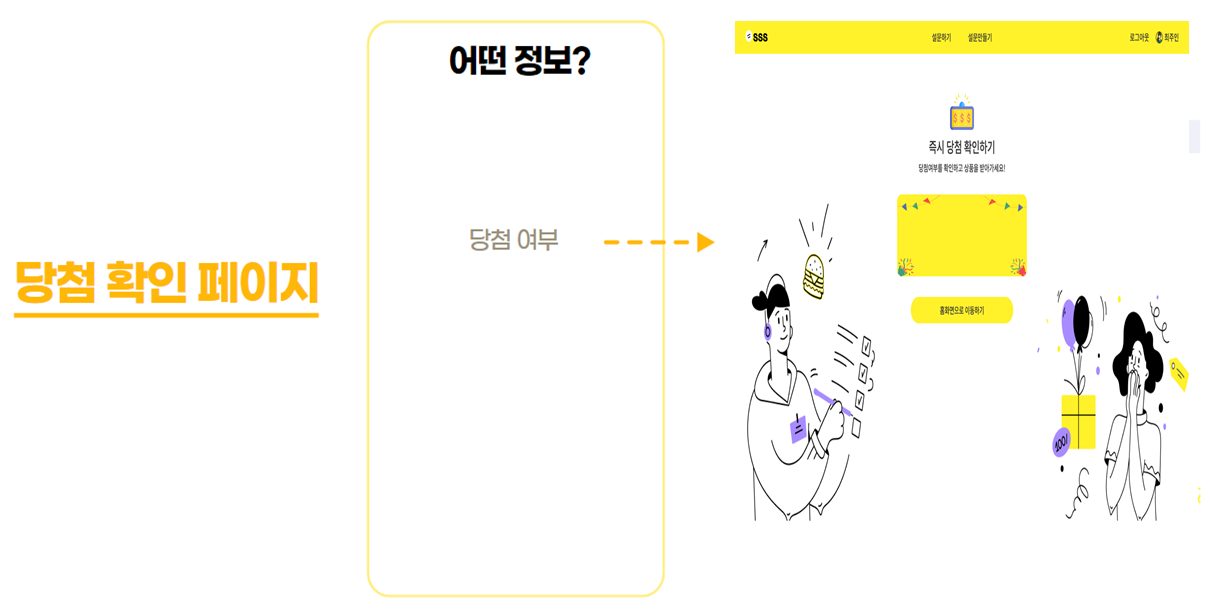 당첨 확인 페이지
어떤 정보?
당첨 여부
SSS
설문하기
설문만들기
로그아웃
최주인
$ $ $
즉시 당첨 확인하기
당첨여부를 확인하고 상품을 받아가세요!
홈화면으로 이동하기
100!